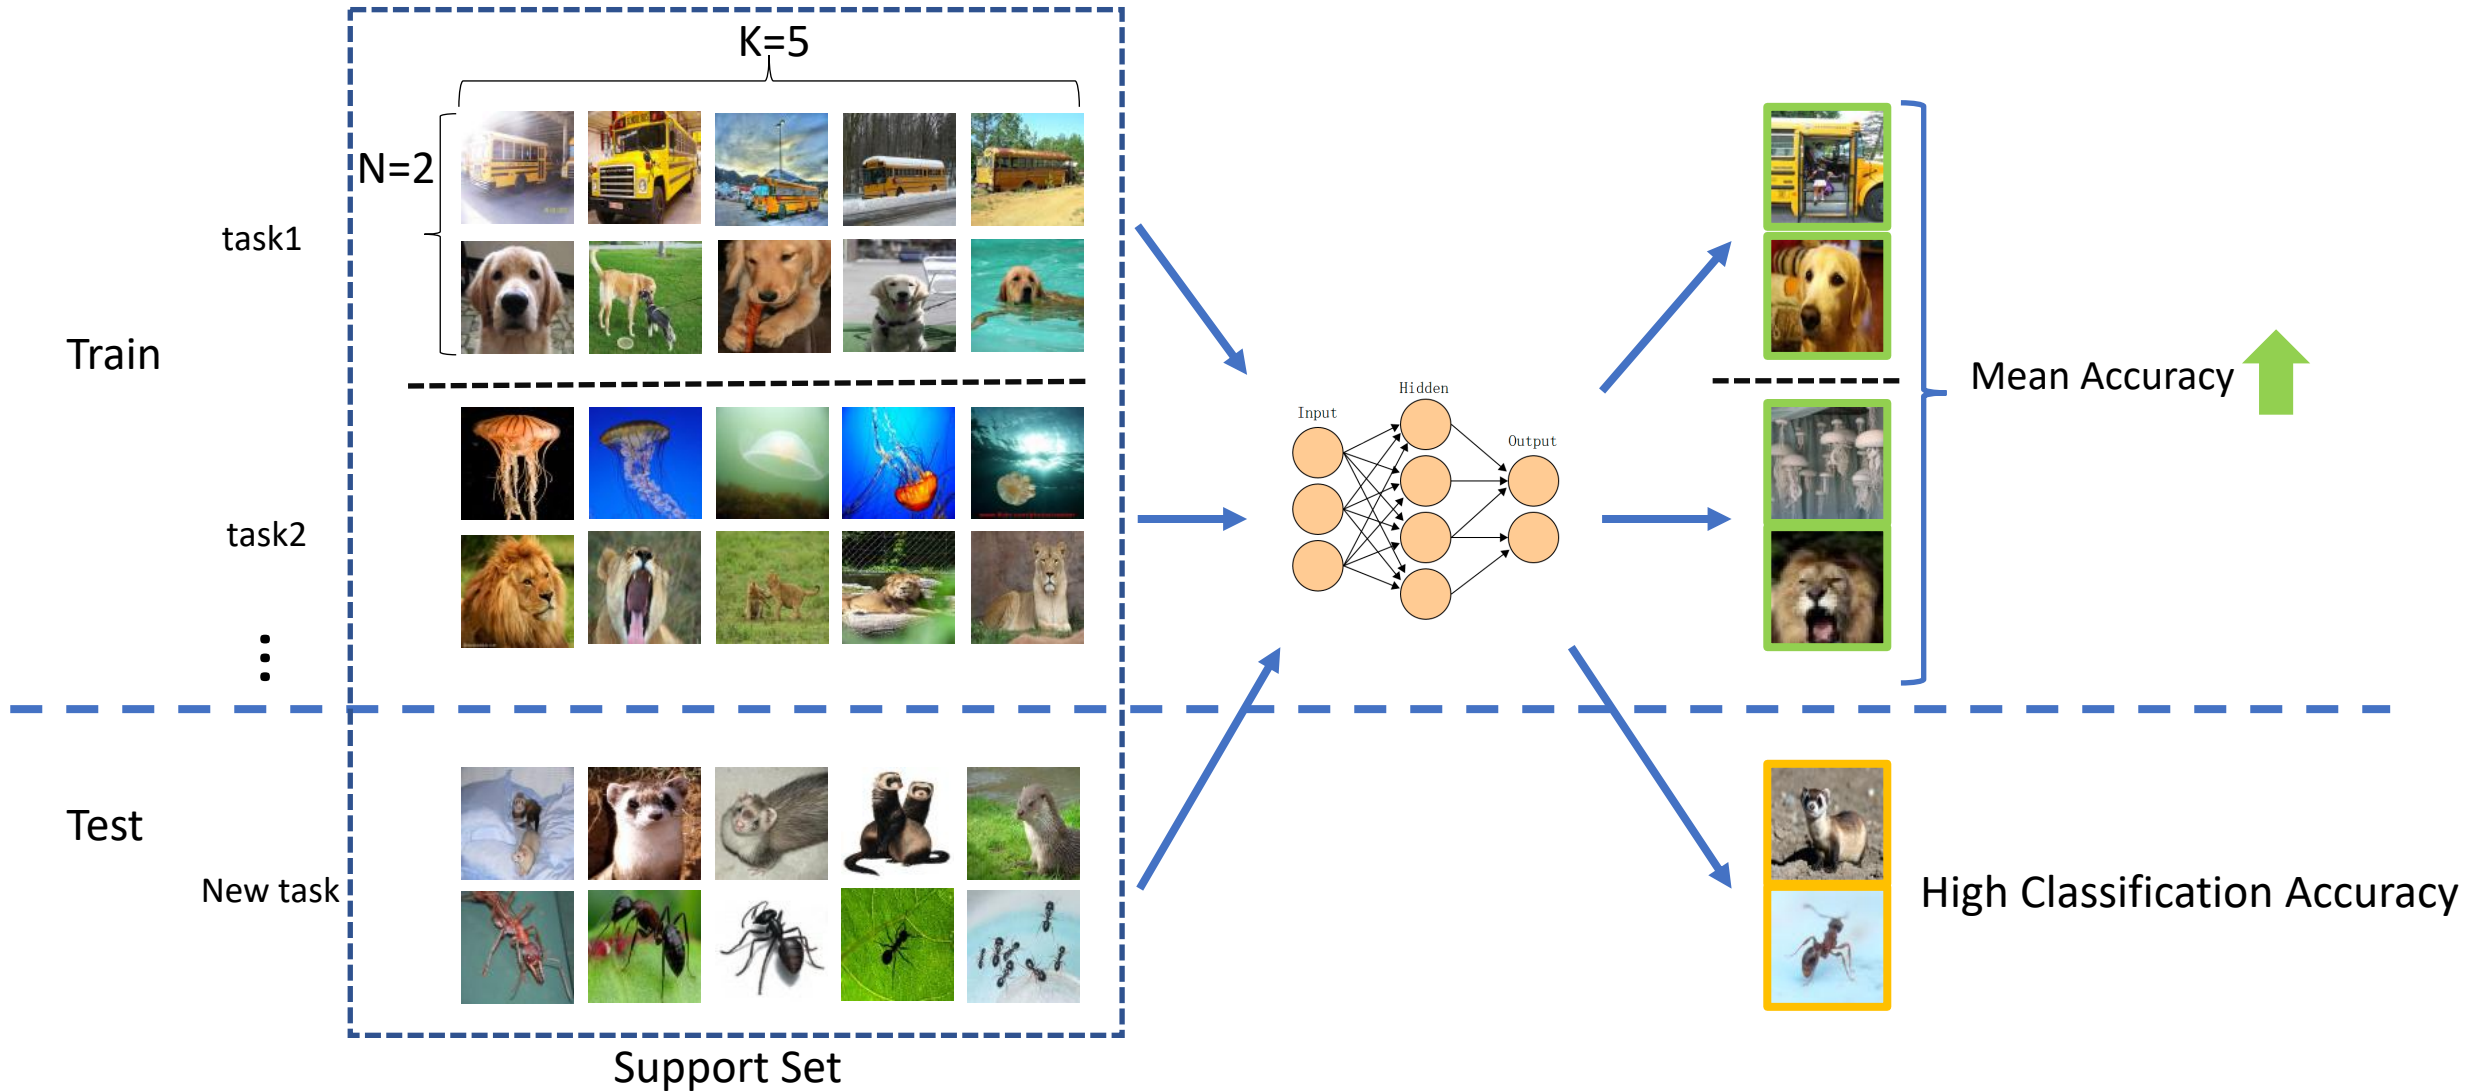 K=5
N=2
task1
Train
Mean Accuracy
Hidden
Input
Output
task2
Test
New task
High Classification Accuracy
Support Set